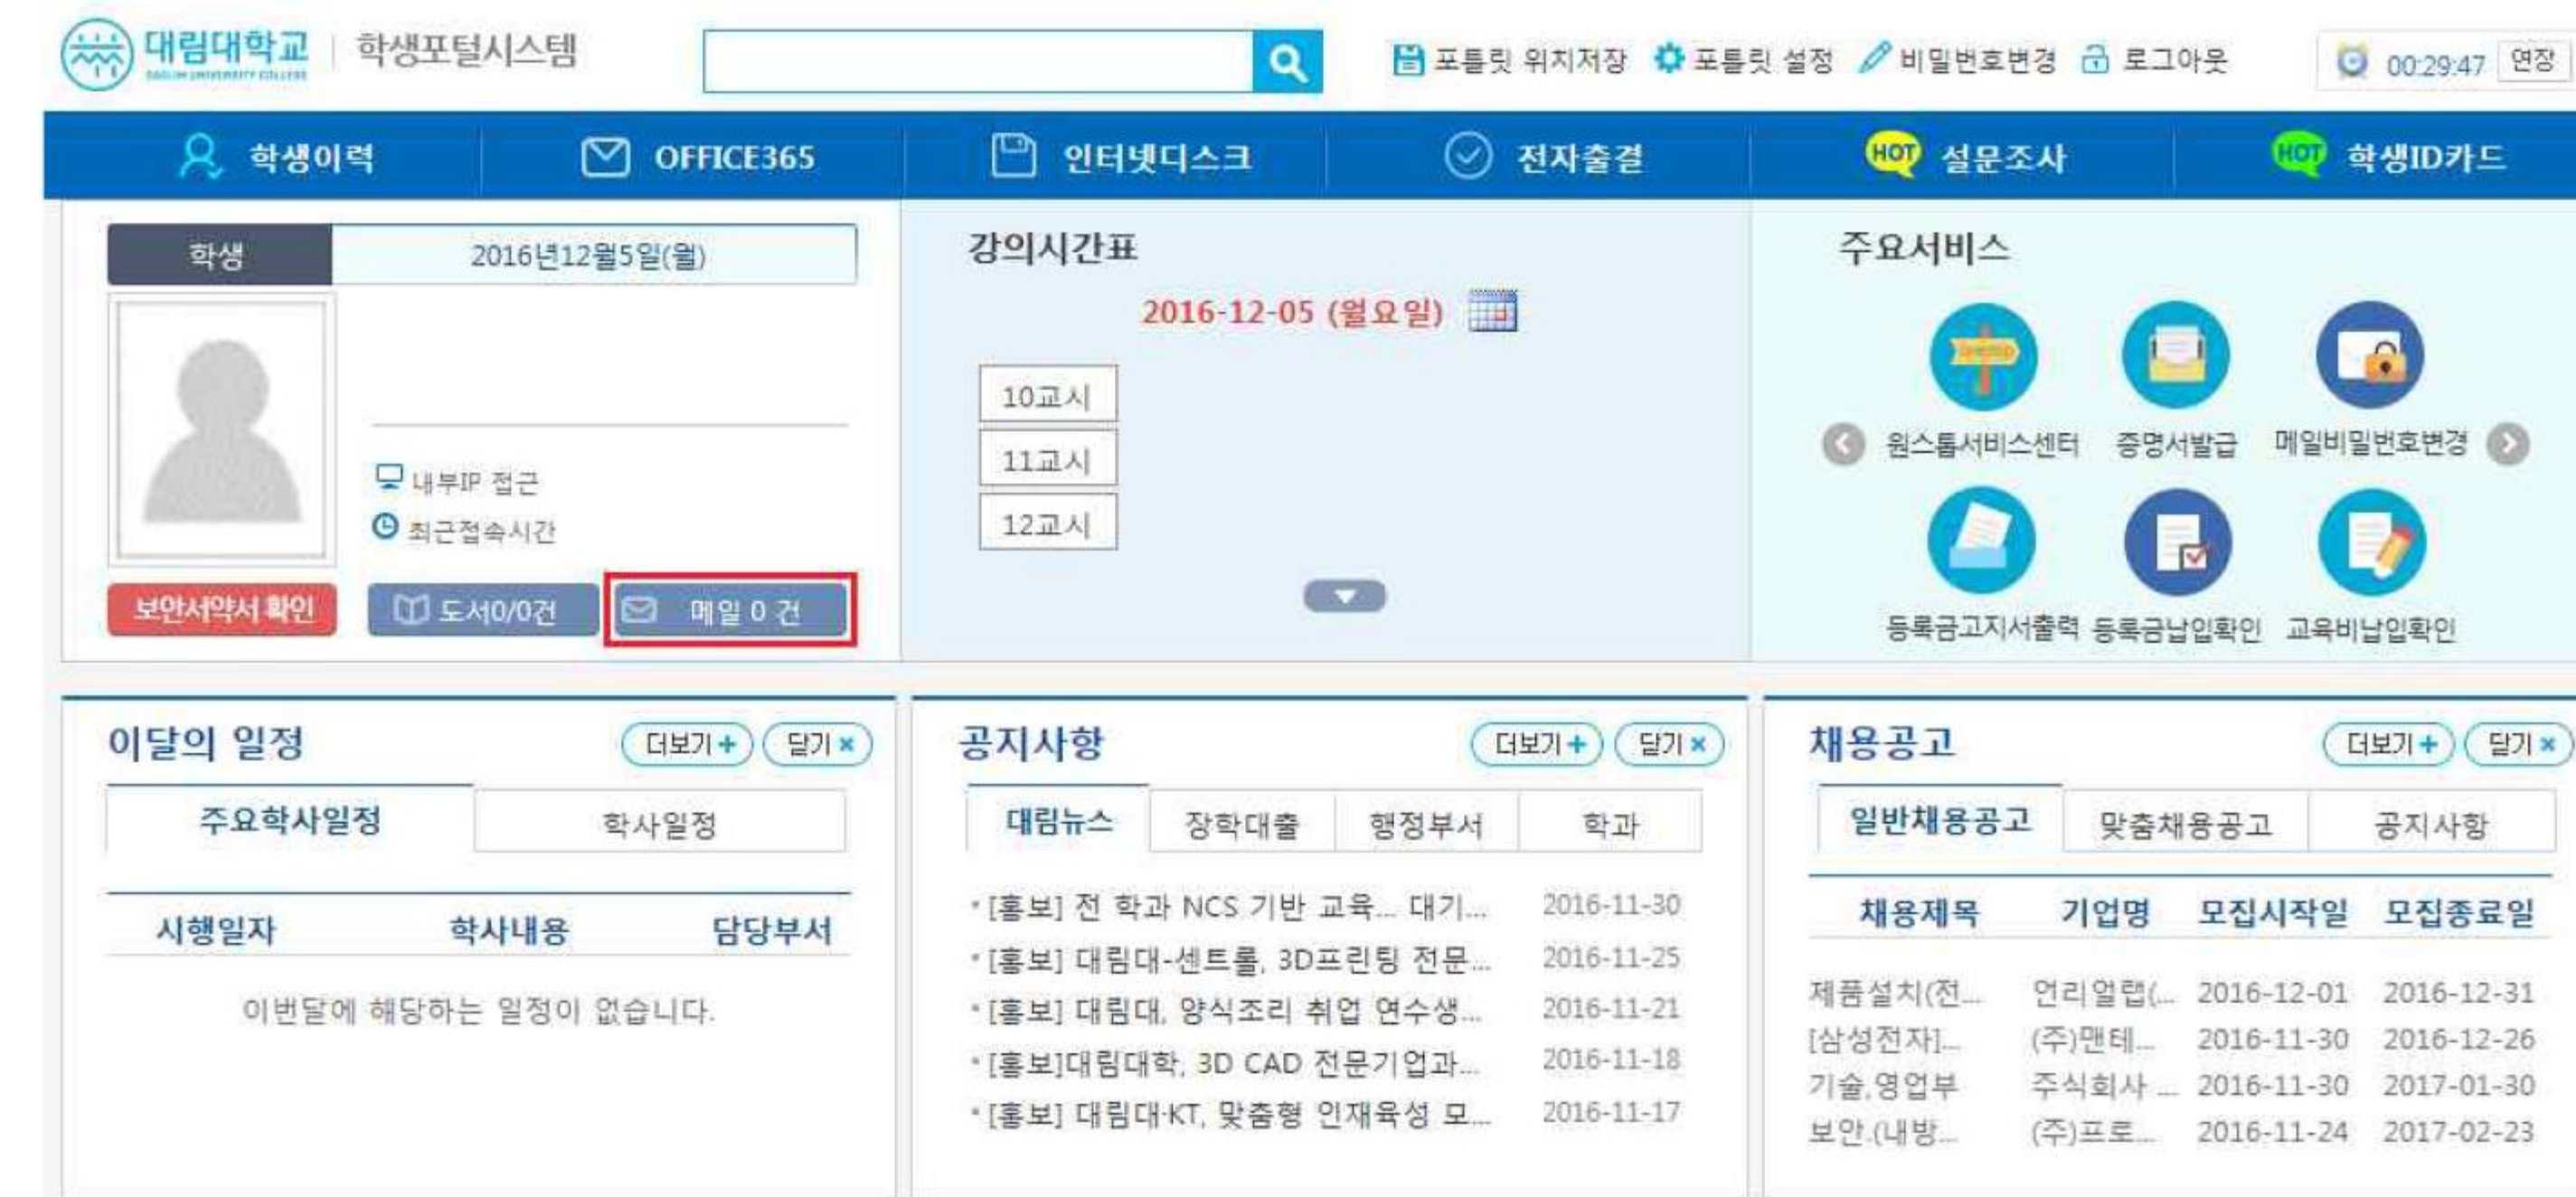 대림대학교 학생포털시스템
DAELIM UNIVERSITY COLLEGE
포틀릿 위치저장 포틀릿 설정 비밀번호변경 로그아웃 00:29:47 연장
학생이력 OFFICE365 인터넷디스크 전자출결 HOT 설문조사 HOT 학생ID카드
학생 2016년12월5일(월)
내부IP 접근
최근접속시간
보안서약서 확인 도서0/0건 메일 0 건
강의시간표
2016-12-05 (월요일)
10교시
11교시
12교시
주요서비스
원스톱서비스센터 증명서발급 메일비밀번호변경
등록금고지서출력 등록금납입확인 교육비납입확인
이달의 일정 더보기+ 닫기×
주요학사일정 학사일정
시행일자 학사내용 담당부서
이번달에 해당하는 일정이 없습니다.
공지사항 더보기+ 닫기×
대림뉴스 장학대출 행정부서 학과
[홍보] 전 학과 NCS 기반 교육... 대기... 2016-11-30
[홍보] 대림대-센트롤, 3D프린팅 전문... 2016-11-25
[홍보] 대림대, 양식조리 취업 연수생... 2016-11-21
[홍보]대림대학, 3D CAD 전문기업과... 2016-11-18
[홍보] 대림대·KT, 맞춤형 인재육성 모... 2016-11-17
채용공고 더보기+ 닫기×
일반채용공고 맞춤채용공고 공지사항
채용제목 기업명 모집시작일 모집종료일
제품설치(전... 언리얼랩(... 2016-12-01 2016-12-31
[삼성전자]... (주)맨테... 2016-11-30 2016-12-26
기술,영업부 주식회사 ... 2016-11-30 2017-01-30
보안.(내방... (주)프로... 2016-11-24 2017-02-23